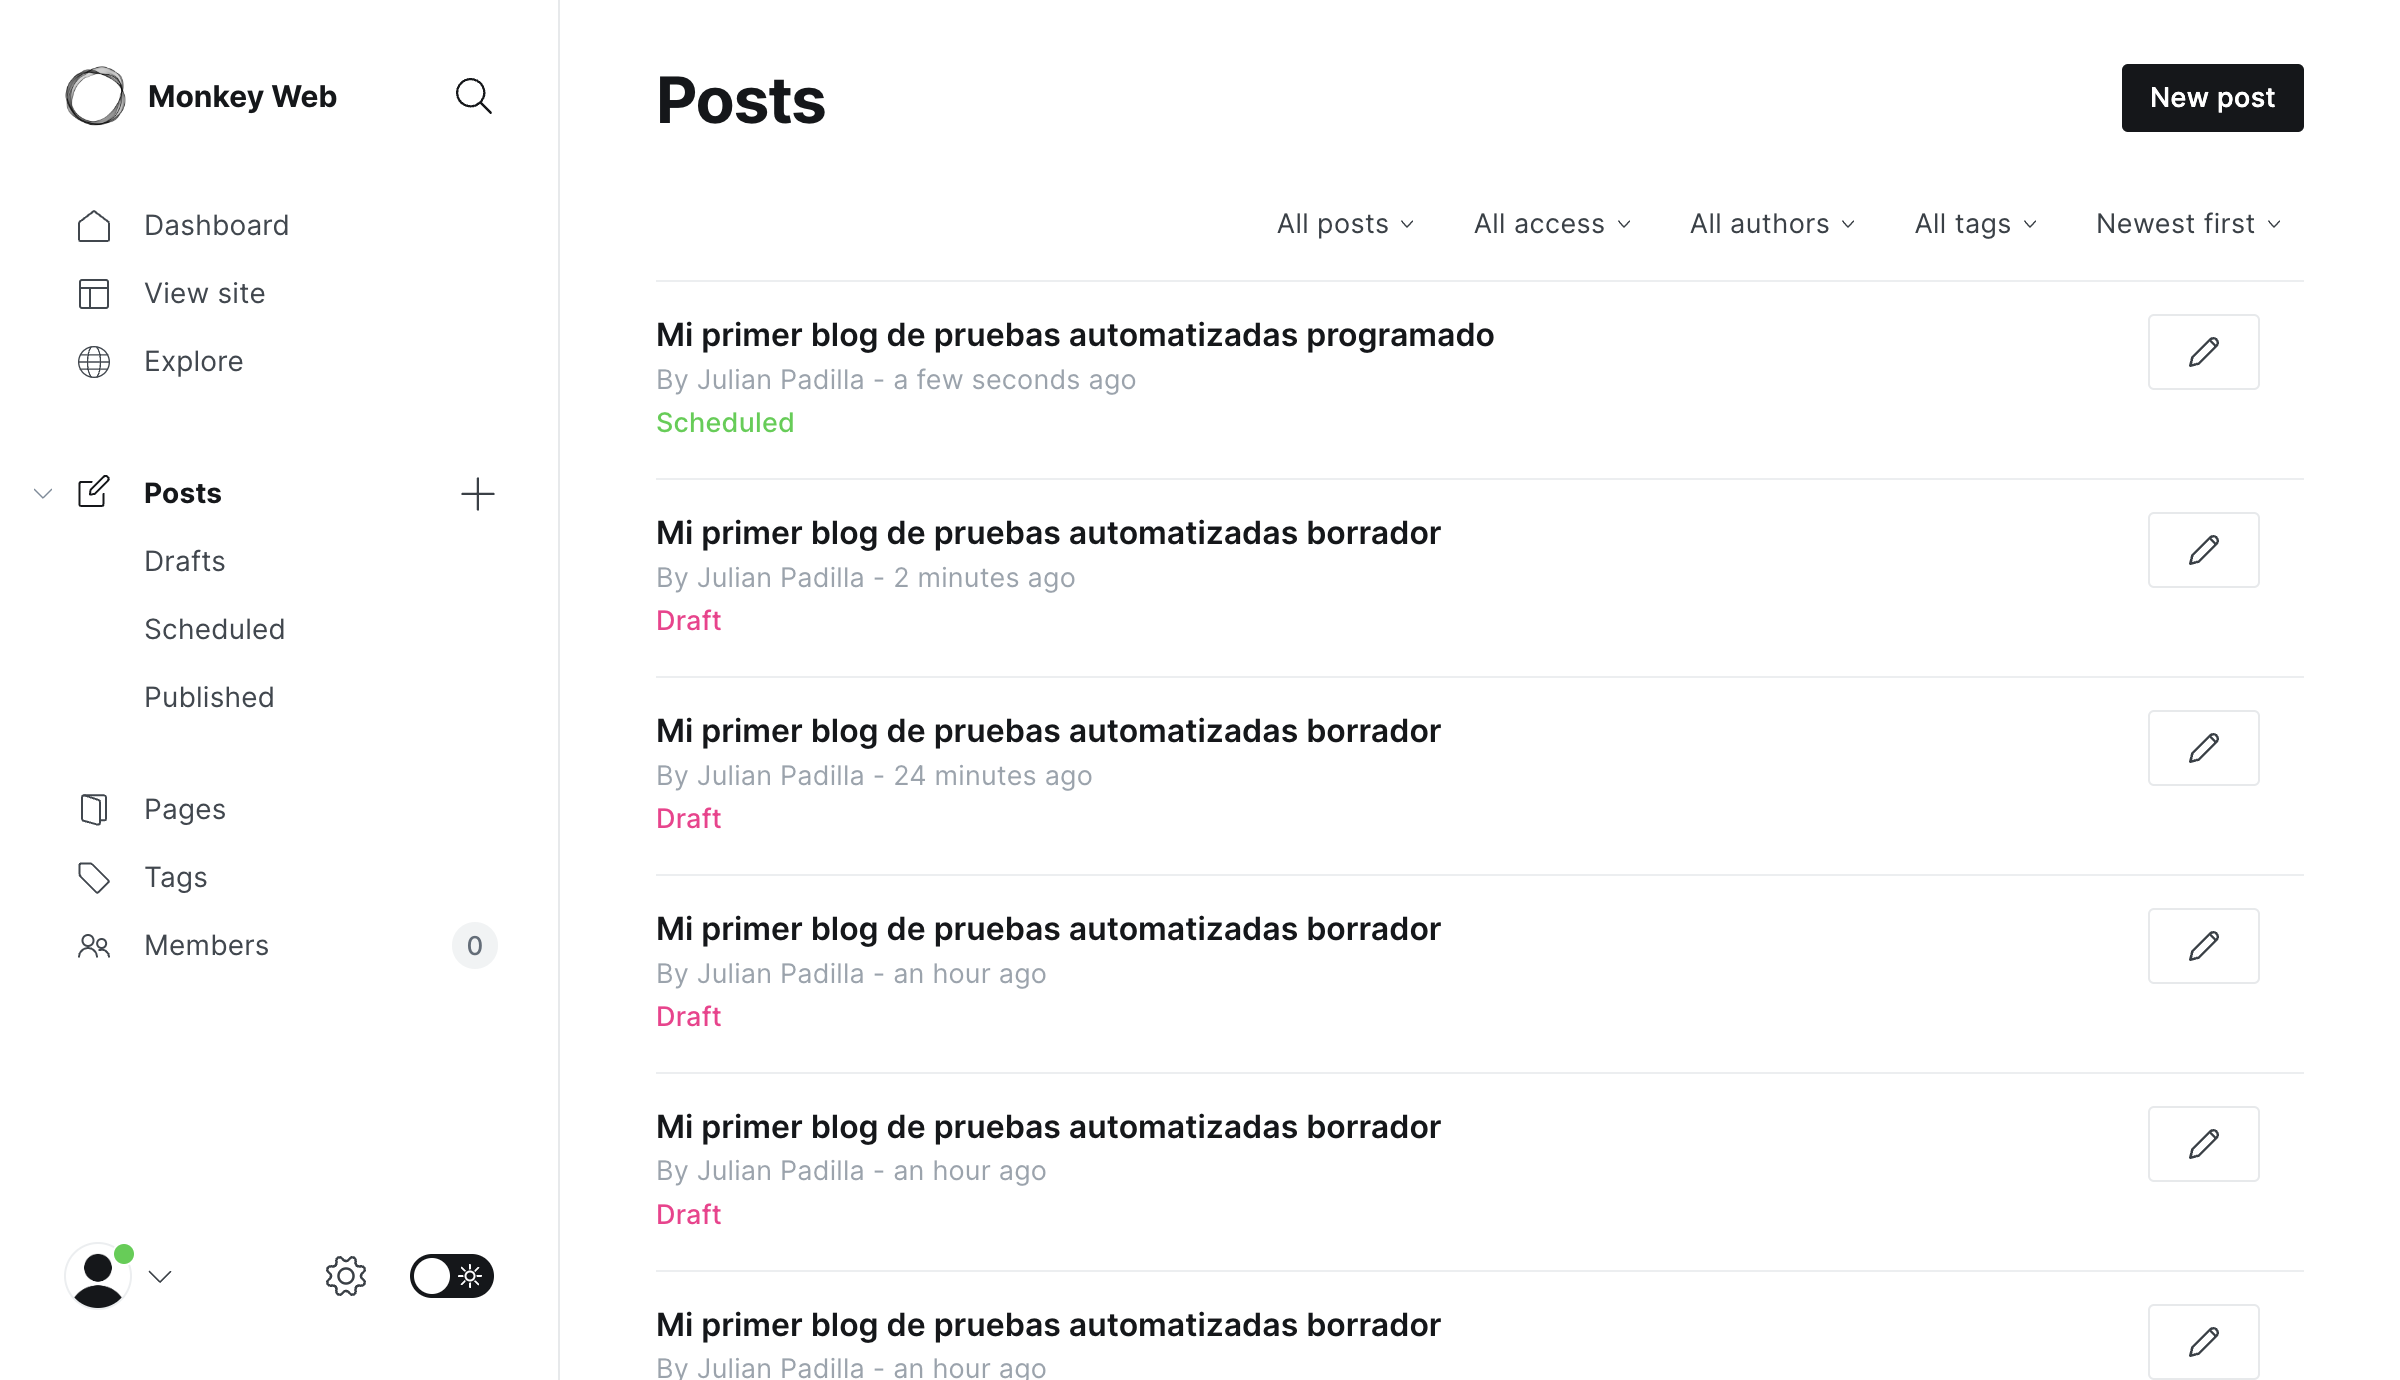 Monkey Web
Dashboard
View site
Explore
Posts
Drafts
Scheduled
Published
Pages
Tags
Members 0
Posts
New post
All posts All access All authors All tags Newest first
Mi primer blog de pruebas automatizadas programado
By Julian Padilla - a few seconds ago
Scheduled
Mi primer blog de pruebas automatizadas borrador
By Julian Padilla - 2 minutes ago
Draft
Mi primer blog de pruebas automatizadas borrador
By Julian Padilla - 24 minutes ago
Draft
Mi primer blog de pruebas automatizadas borrador
By Julian Padilla - an hour ago
Draft
Mi primer blog de pruebas automatizadas borrador
By Julian Padilla - an hour ago
Draft
Mi primer blog de pruebas automatizadas borrador
By Julian Padilla - an hour ago